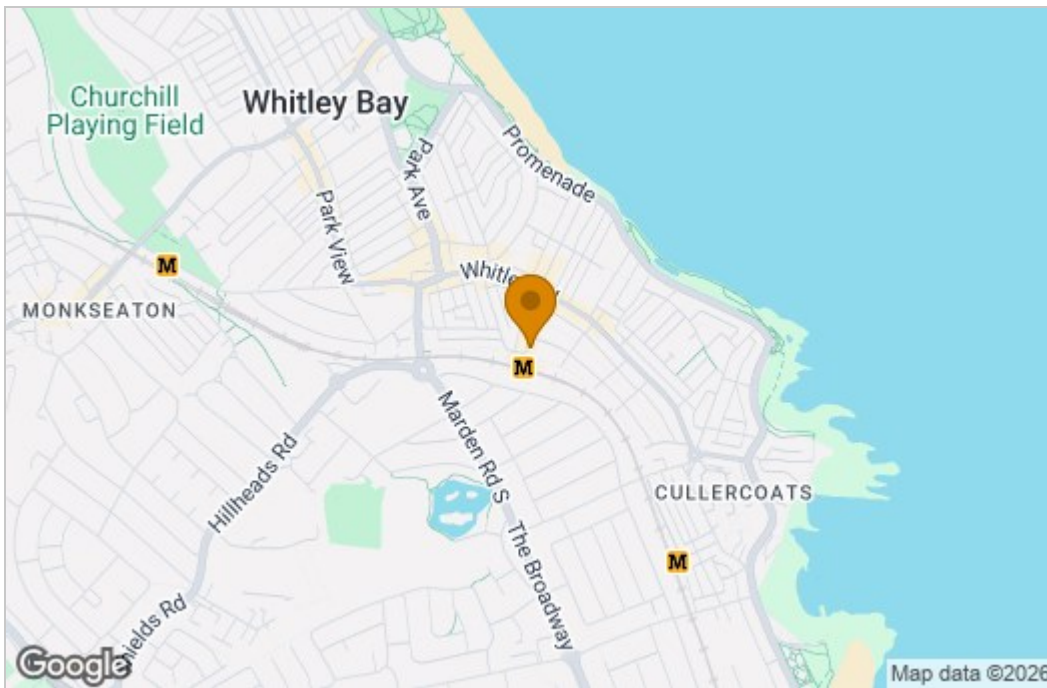 Whitley Bay
Churchill
Playing Field
Promenade
Park Ave
Park View
M
MONKSEATON
M
Marden Rd S
Hillheads Rd
CULLERCOATS
The Broadway
M
Google
Map data ©2026